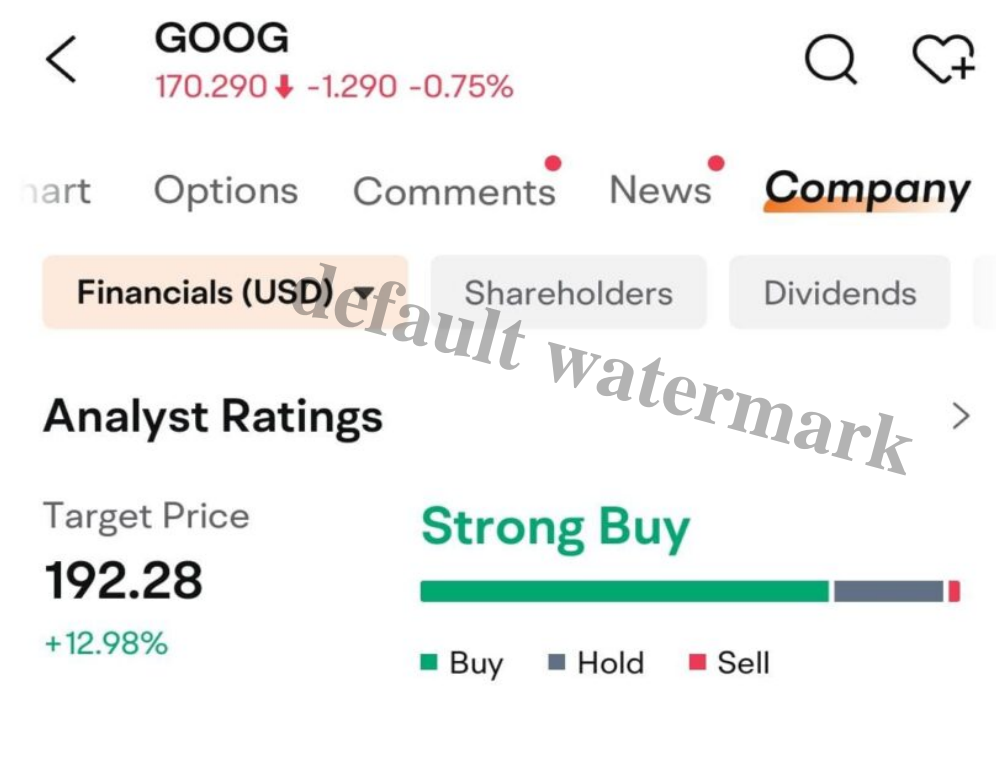 GOOG
170.290 -1.290 -0.75%
Options Comments News Company
Financials (USD) Shareholders Dividends
default watermark
Analyst Ratings
Target Price
Strong Buy
192.28
+12.98%
Buy Hold Sell